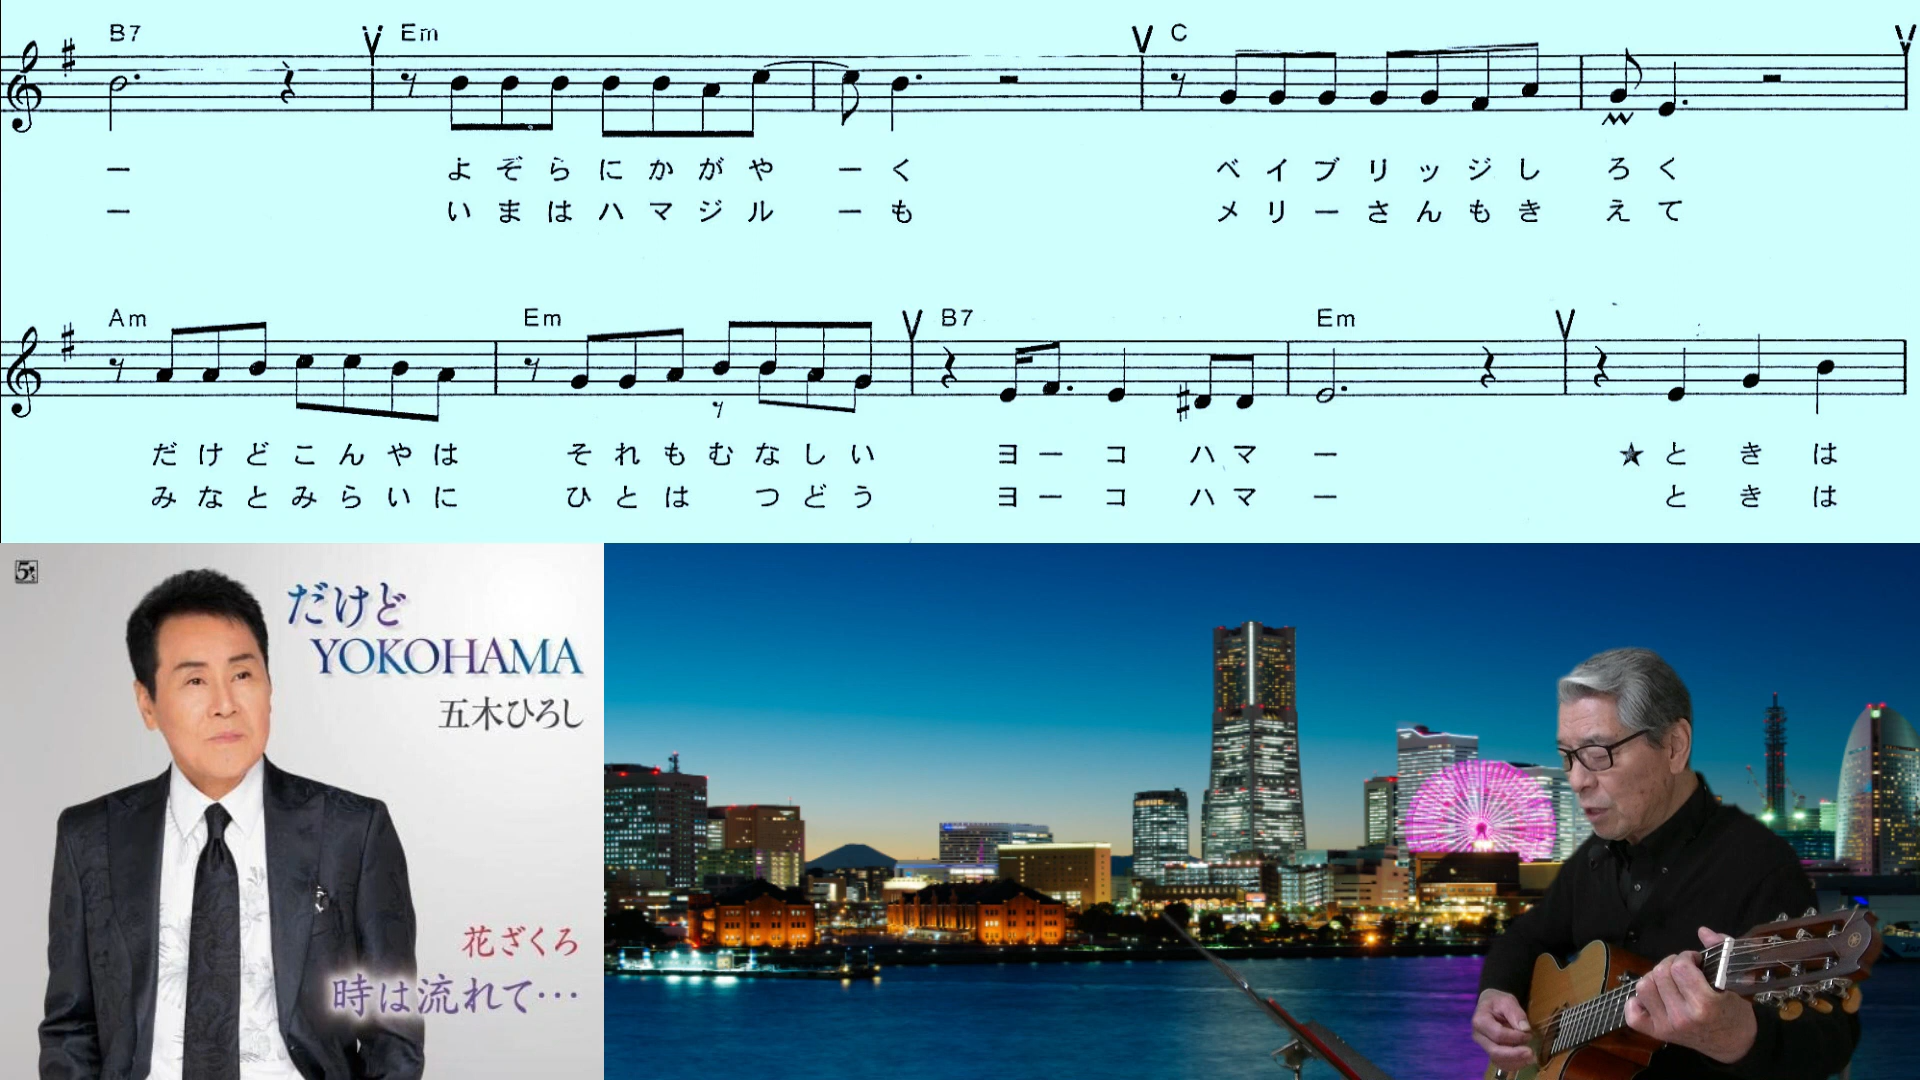 B7 Em C
ー よぞらにかがやーく ベイブリッジしろく
ー いまはハマジルーも メリーさんもきえて
Am Em B7 Em
だけどこんやは それもむなしい ヨーコハマー ★ときは
みなとみらいに ひとは つどう ヨーコハマー ときは
5's
だけど
YOKOHAMA
五木ひろし
花ざくろ
時は流れて…